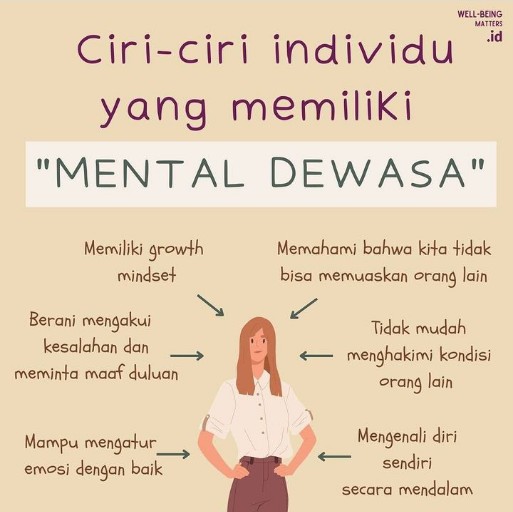 WELL-BEING
MATTERS
.id
Ciri-ciri individu
yang memiliki
"MENTAL DEWASA"
Memiliki growth
mindset
Memahami bahwa kita tidak
bisa memuaskan orang lain
Berani mengakui
kesalahan dan
meminta maaf duluan
Tidak mudah
menghakimi kondisi
orang lain
Mampu mengatur
emosi dengan baik
Mengenali diri
sendiri
secara mendalam